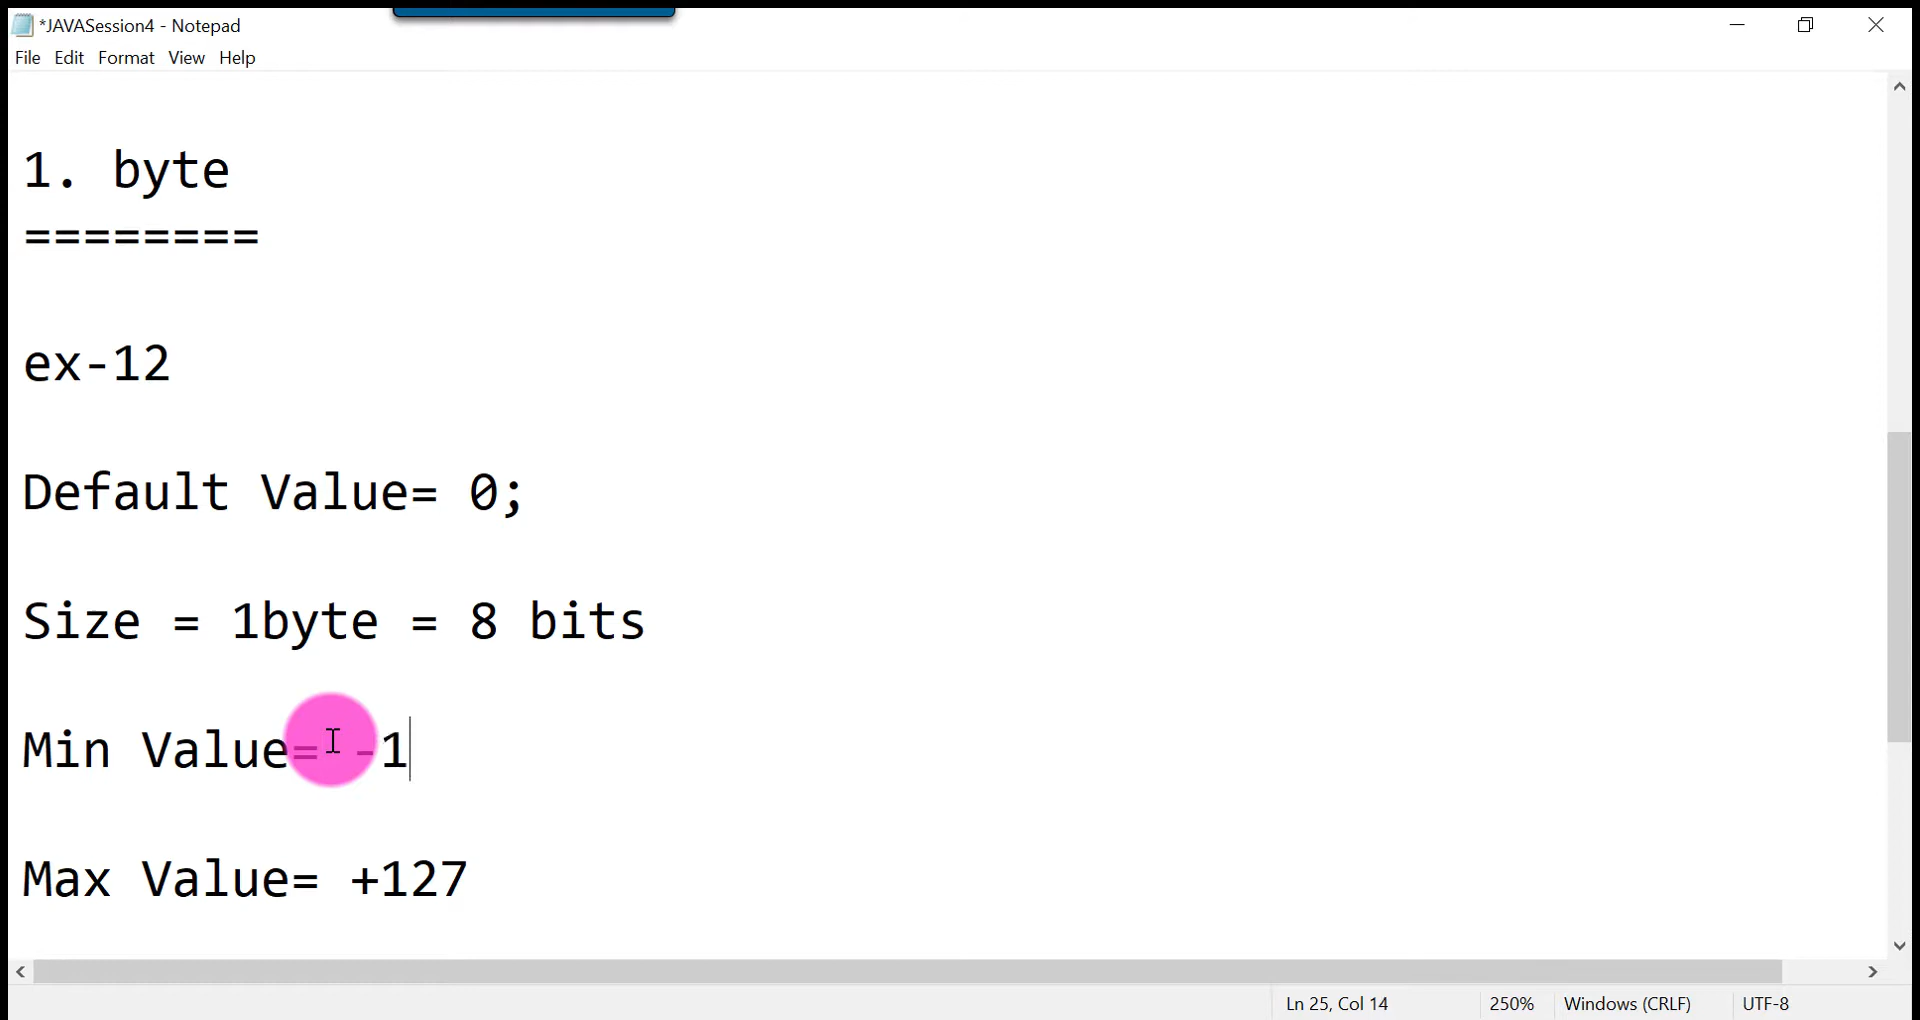 *JAVASession4 - Notepad
File Edit Format View Help
1. byte
========
ex-12
Default Value= 0;
Size = 1byte = 8 bits
Min Value= -1
Max Value= +127
Ln 25, Col 14 250% Windows (CRLF) UTF-8